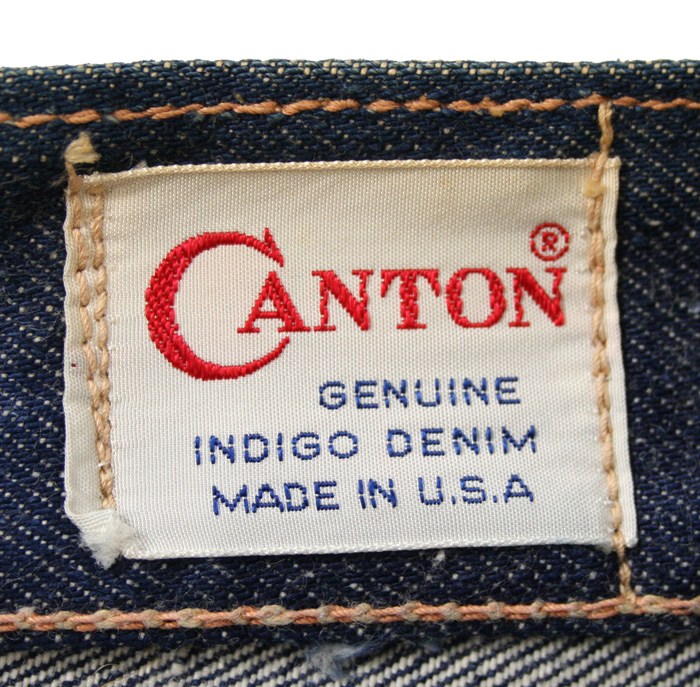 CANTON®
GENUINE
INDIGO DENIM
MADE IN U.S.A